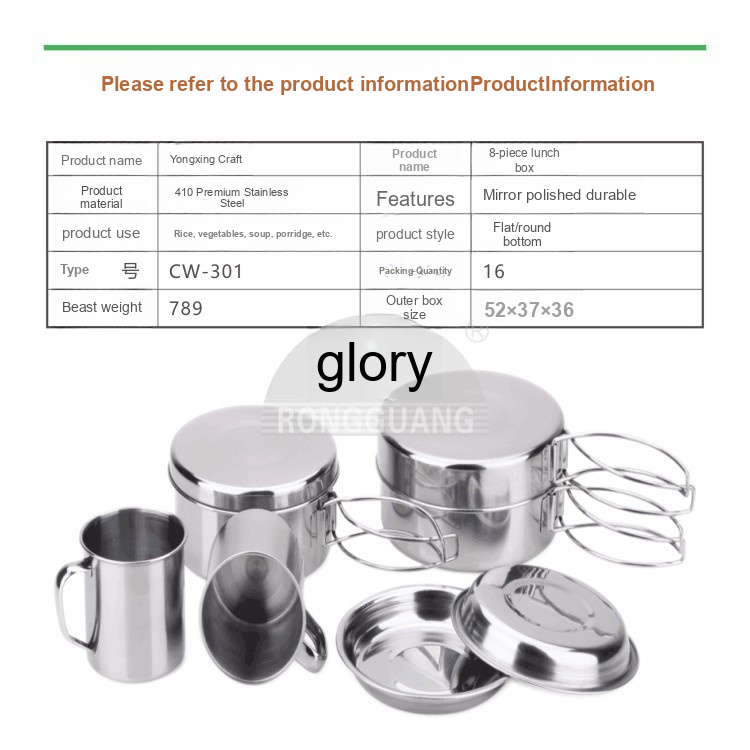 Please refer to the product informationProductInformation
Product name
Yongxing Craft
Product
name
8-piece lunch
box
Product
material
410 Premium Stainless
Steel
Features
Mirror polished durable
product use
Rice, vegetables, soup, porridge, etc.
product style
Flat/round
bottom
Type 号
CW-301
Packing Quantity
16
Beast weight
789
Outer box
size
52×37×36
®
glory
RONGGUANG